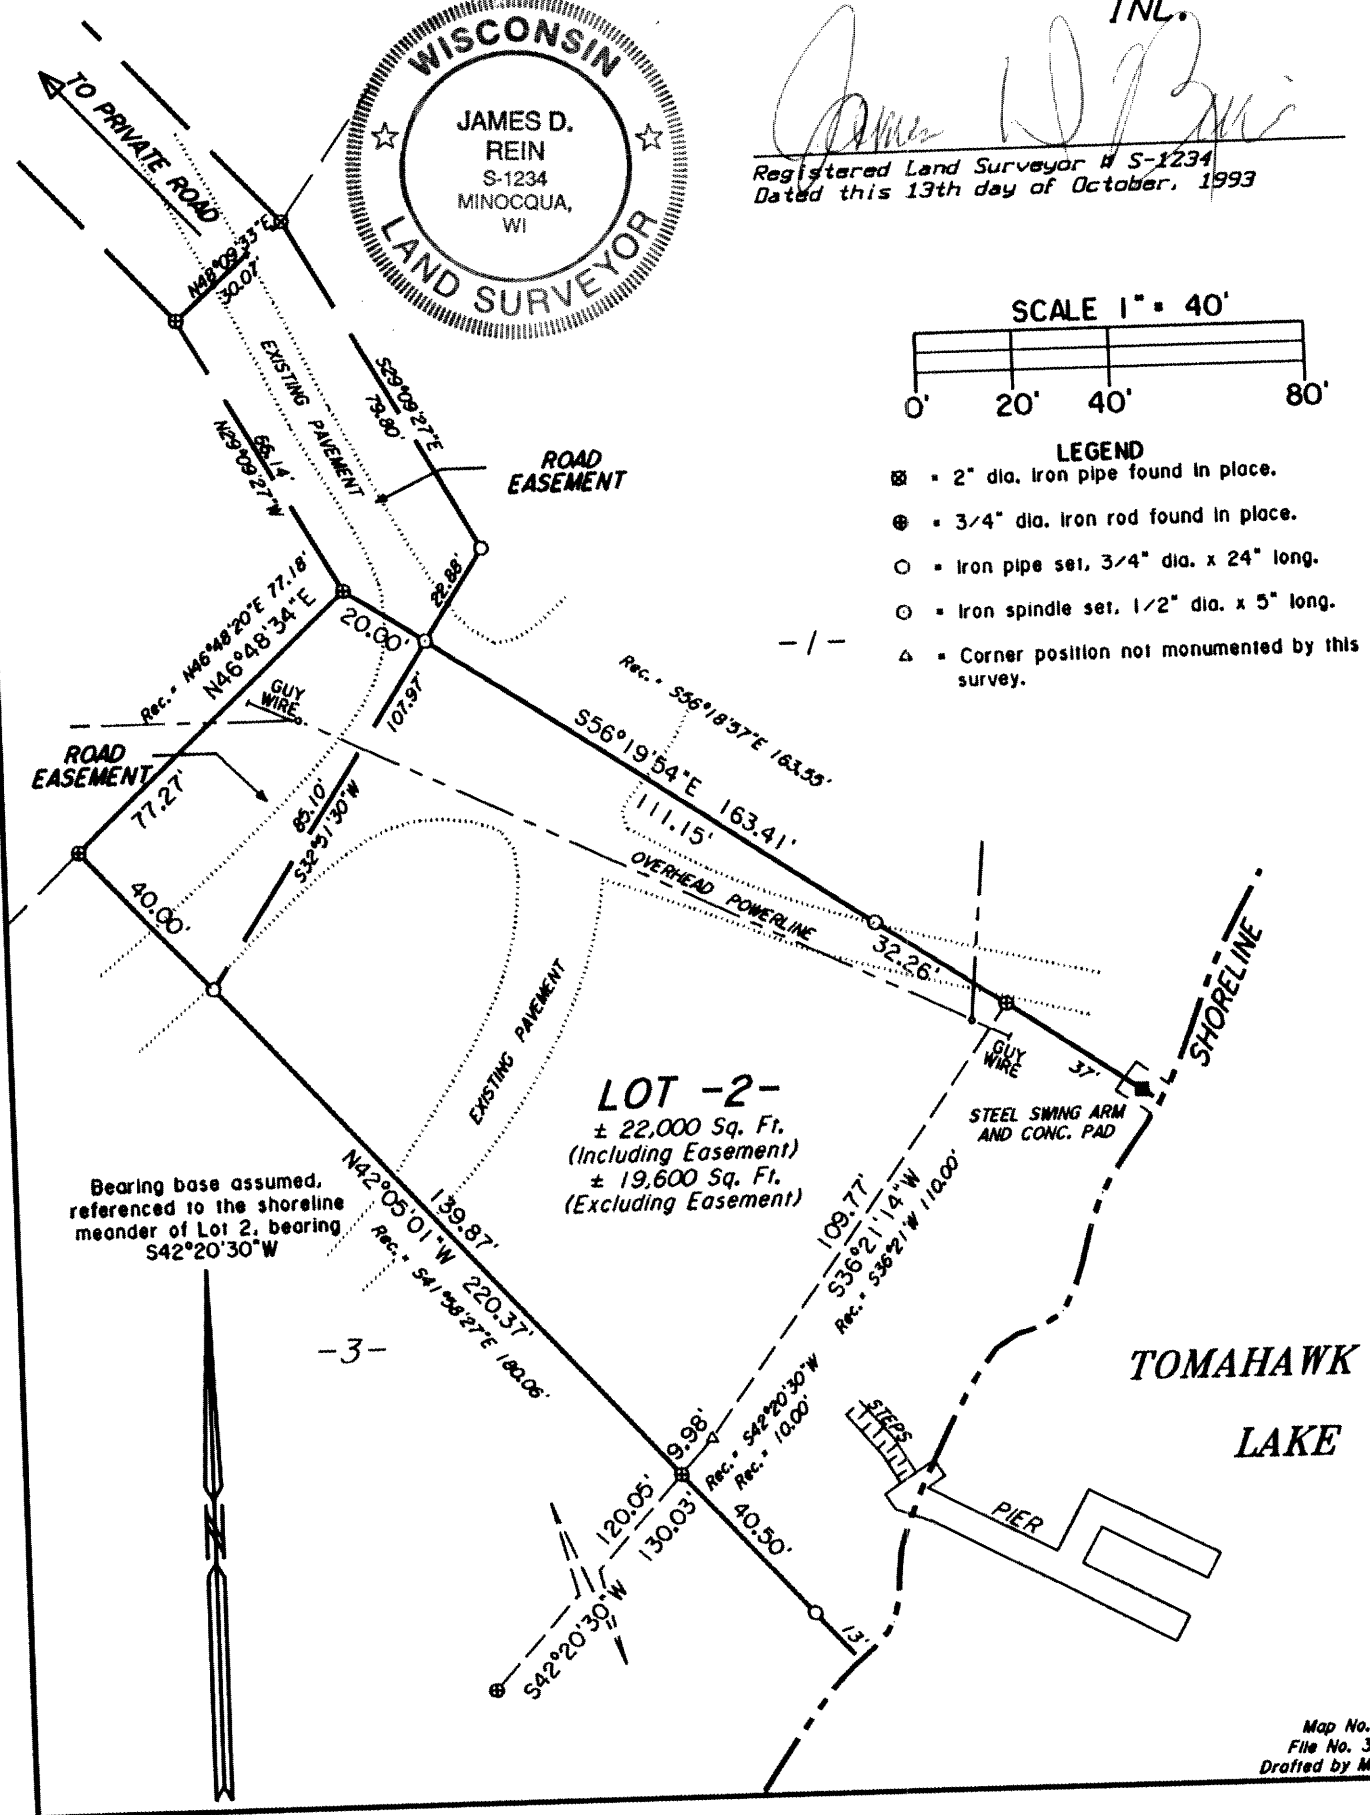 INC.
WISCONSIN
JAMES D.
REIN
S-1234
MINOCQUA,
WI
LAND SURVEYOR
Registered Land Surveyor # S-1234
Dated this 13th day of October, 1993
TO PRIVATE ROAD
N48°09'33"E
30.07'
SCALE 1" = 40'
0' 20' 40' 80'
EXISTING PAVEMENT
S29°09'27"E
79.80'
66.14'
N29°09'27"W
ROAD
EASEMENT
LEGEND
= 2" dia. iron pipe found in place.
= 3/4" dia. iron rod found in place.
= Iron pipe set, 3/4" dia. x 24" long.
= Iron spindle set, 1/2" dia. x 5" long.
= Corner position not monumented by this
survey.
-1-
22.88'
20.00'
Rec. = N46°48'20"E 77.18'
N46°48'34"E
77.27'
GUY
WIRE
107.97'
ROAD
EASEMENT
85.10'
S32°51'30"W
Rec. = S56°18'57"E 163.55'
S56°19'54"E 163.41'
111.15'
OVERHEAD POWERLINE
32.26'
40.00'
EXISTING PAVEMENT
GUY
WIRE
37'
SHORELINE
STEEL SWING ARM
AND CONC. PAD
LOT -2-
± 22,000 Sq. Ft.
(Including Easement)
± 19,600 Sq. Ft.
(Excluding Easement)
Bearing base assumed,
referenced to the shoreline
meander of Lot 2, bearing
S42°20'30"W
139.87'
N42°05'01"W 220.37'
Rec. = S41°58'27"E 180.06'
109.77'
S36°21'14"W
Rec. = S36°21'W 110.00'
-3-
N
TOMAHAWK
LAKE
9.98'
Rec. = S42°20'30"W
Rec. = 10.00'
STEPS
PIER
120.05'
130.03'
40.50'
S42°20'30"W
13'
Map No.
File No. 3
Drafted by M